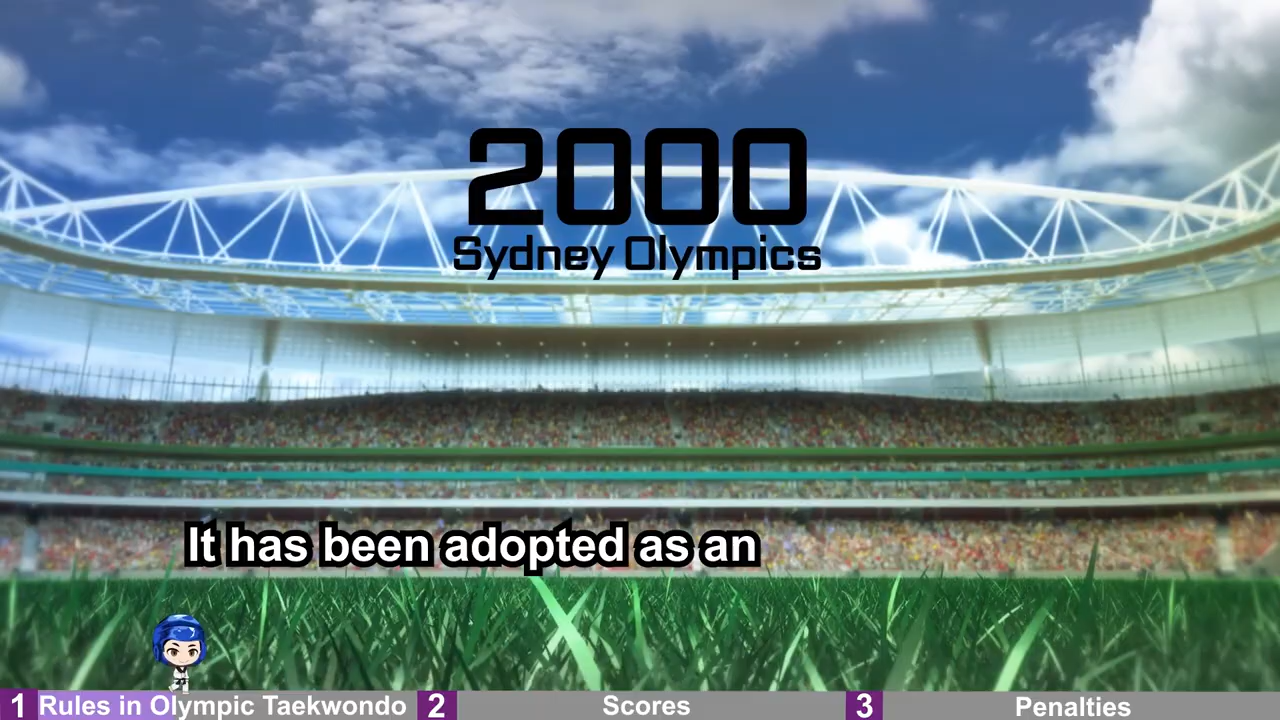 2000
Sydney Olympics
It has been adopted as an
1 Rules in Olympic Taekwondo 2 Scores 3 Penalties